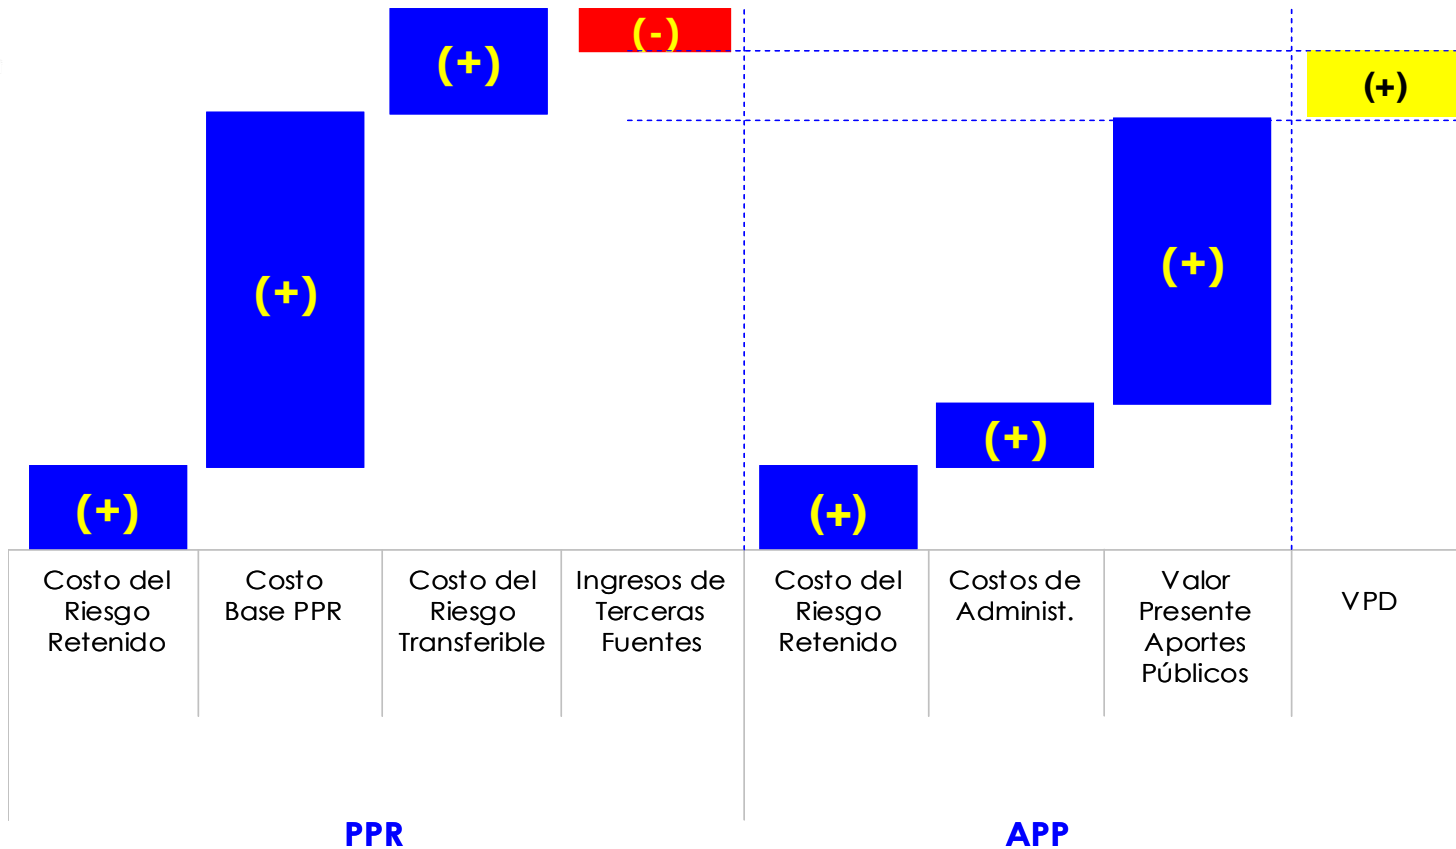 (+)
(-)
(+)
(+)
(+)
(+)
(+)
(+)
(+)
Costo del
Riesgo
Retenido
Costo
Base PPR
Costo del
Riesgo
Transferible
Ingresos de
Terceras
Fuentes
Costo del
Riesgo
Retenido
Costos de
Administ.
Valor
Presente
Aportes
Públicos
VPD
PPR
APP